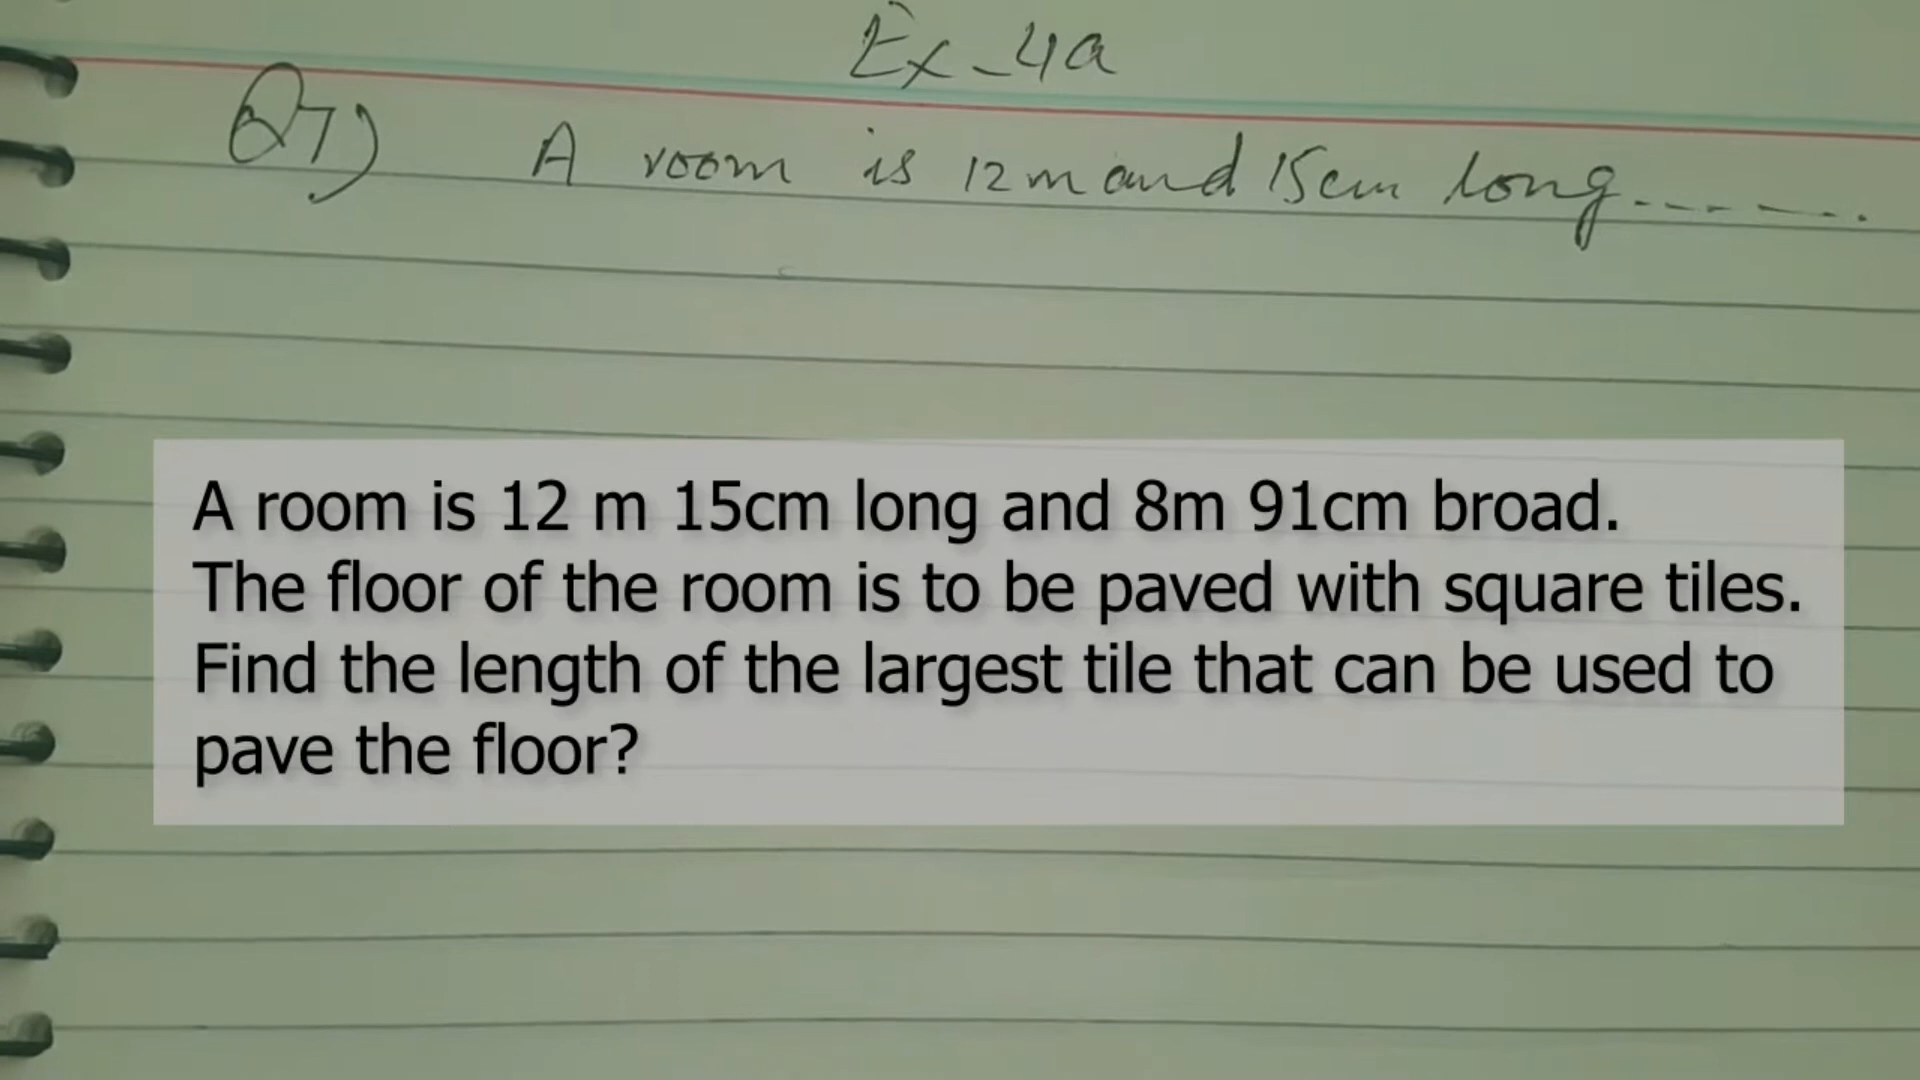 Ex-4a
Q7) A room is 12m and 15cm long........
A room is 12 m 15cm long and 8m 91cm broad.
The floor of the room is to be paved with square tiles.
Find the length of the largest tile that can be used to
pave the floor?